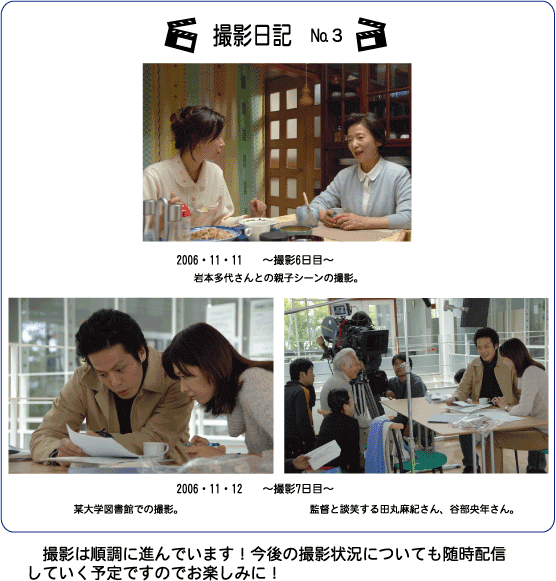 撮影日記 No.3
2006・11・11 ～撮影6日目～
岩本多代さんとの親子シーンの撮影。
2006・11・12 ～撮影7日目～
某大学図書館での撮影。
監督と談笑する田丸麻紀さん、谷部央年さん。
撮影は順調に進んでいます！今後の撮影状況についても随時配信
していく予定ですのでお楽しみに！